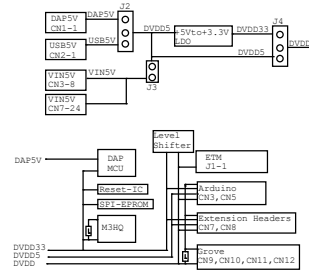 J2
DAP5V
CN1-1
DAP5V
USB5V
CN2-1
USB5V
DVDD5
+5Vto+3.3V
LDO
DVDD33
J4
DVDD
DVDD5
VIN5V
CN3-8
VIN5V
J3
VIN5V
CN7-24
Level
Shifter
DAP5V
DAP
MCU
ETM
J1-1
Reset-IC
SPI-EPROM
Arduino
CN3,CN5
M3HQ
Extension Headers
CN7,CN8
DVDD33
DVDD5
DVDD
Grove
CN9,CN10,CN11,CN12